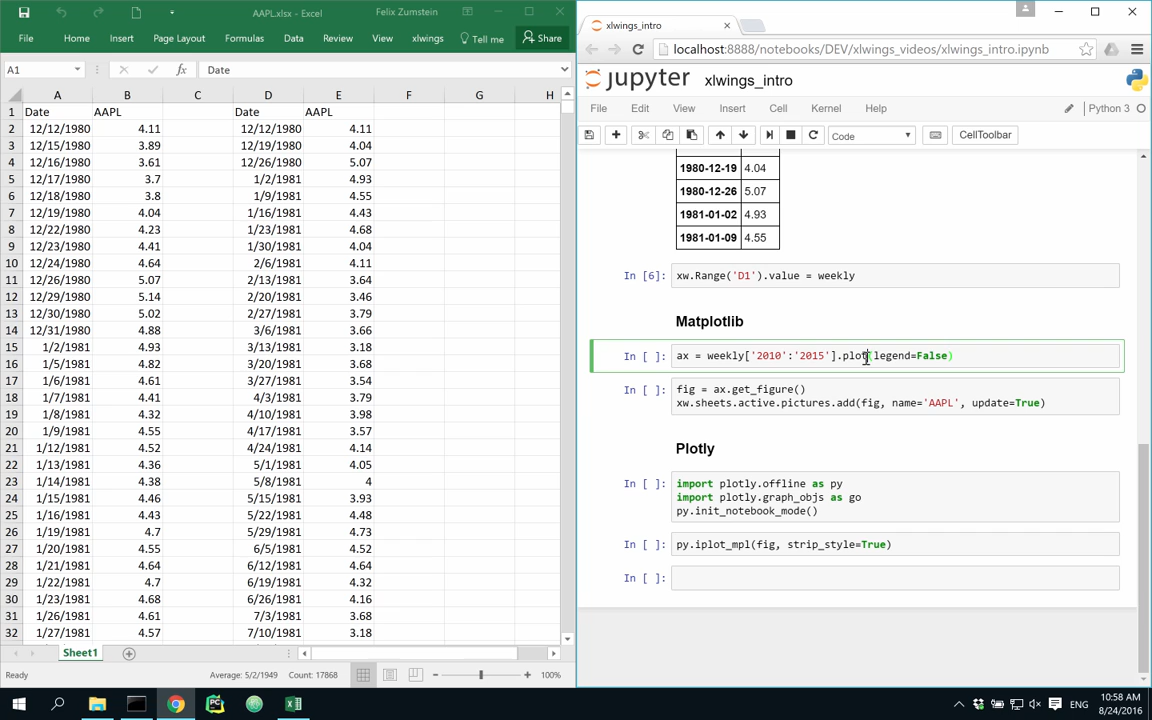 AAPL.xlsx - Excel
Felix Zumstein
File Home Insert Page Layout Formulas Data Review View xlwings Tell me Share
A1 fx Date
A B C D E F G H
1 Date AAPL Date AAPL
2 12/12/1980 4.11 12/12/1980 4.11
3 12/15/1980 3.89 12/19/1980 4.04
4 12/16/1980 3.61 12/26/1980 5.07
5 12/17/1980 3.7 1/2/1981 4.93
6 12/18/1980 3.8 1/9/1981 4.55
7 12/19/1980 4.04 1/16/1981 4.43
8 12/22/1980 4.23 1/23/1981 4.68
9 12/23/1980 4.41 1/30/1981 4.04
10 12/24/1980 4.64 2/6/1981 4.11
11 12/26/1980 5.07 2/13/1981 3.64
12 12/29/1980 5.14 2/20/1981 3.46
13 12/30/1980 5.02 2/27/1981 3.79
14 12/31/1980 4.88 3/6/1981 3.66
15 1/2/1981 4.93 3/13/1981 3.18
16 1/5/1981 4.82 3/20/1981 3.68
17 1/6/1981 4.61 3/27/1981 3.54
18 1/7/1981 4.41 4/3/1981 3.79
19 1/8/1981 4.32 4/10/1981 3.98
20 1/9/1981 4.55 4/17/1981 3.57
21 1/12/1981 4.52 4/24/1981 4.14
22 1/13/1981 4.36 5/1/1981 4.05
23 1/14/1981 4.38 5/8/1981 4
24 1/15/1981 4.46 5/15/1981 3.93
25 1/16/1981 4.43 5/22/1981 4.48
26 1/19/1981 4.7 5/29/1981 4.73
27 1/20/1981 4.55 6/5/1981 4.52
28 1/21/1981 4.64 6/12/1981 4.64
29 1/22/1981 4.7 6/19/1981 4.32
30 1/23/1981 4.68 6/26/1981 4.16
31 1/26/1981 4.61 7/3/1981 3.68
32 1/27/1981 4.57 7/10/1981 3.18
Sheet1
Ready Average: 5/2/1949 Count: 17868 100%
xlwings_intro
localhost:8888/notebooks/DEV/xlwings_videos/xlwings_intro.ipynb
jupyter xlwings_intro
File Edit View Insert Cell Kernel Help Python 3
Code CellToolbar
1980-12-19 4.04
1980-12-26 5.07
1981-01-02 4.93
1981-01-09 4.55
In [6]: xw.Range('D1').value = weekly
Matplotlib
In [ ]: ax = weekly['2010':'2015'].plot(legend=False)
In [ ]: fig = ax.get_figure()
xw.sheets.active.pictures.add(fig, name='AAPL', update=True)
Plotly
In [ ]: import plotly.offline as py
import plotly.graph_objs as go
py.init_notebook_mode()
In [ ]: py.iplot_mpl(fig, strip_style=True)
In [ ]:
PC
ENG
10:58 AM
8/24/2016